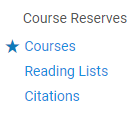 Course Reserves
Courses
Reading Lists
Citations